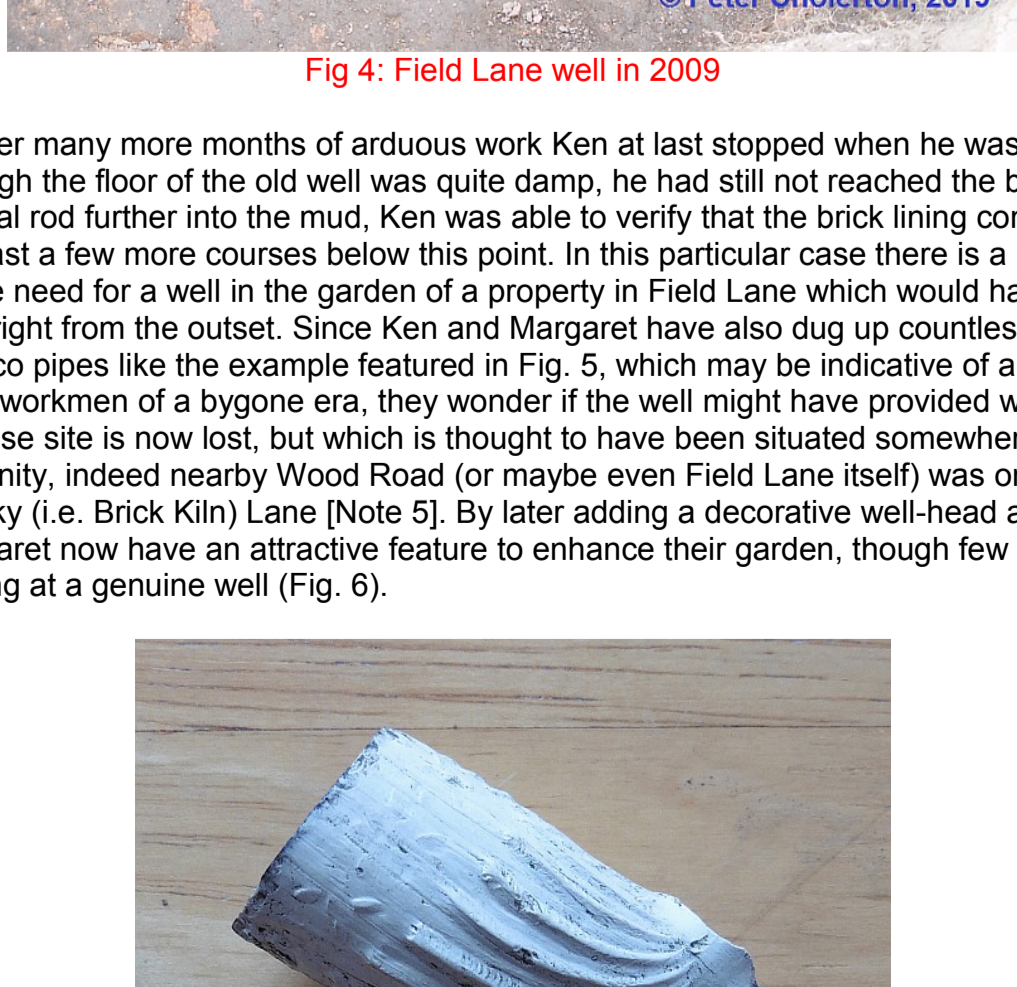 Fig 4: Field Lane well in 2009
er many more months of arduous work Ken at last stopped when he was
gh the floor of the old well was quite damp, he had still not reached the b
al rod further into the mud, Ken was able to verify that the brick lining con
ast a few more courses below this point. In this particular case there is a
e need for a well in the garden of a property in Field Lane which would ha
right from the outset. Since Ken and Margaret have also dug up countles
co pipes like the example featured in Fig. 5, which may be indicative of a
workmen of a bygone era, they wonder if the well might have provided w
se site is now lost, but which is thought to have been situated somewher
nity, indeed nearby Wood Road (or maybe even Field Lane itself) was on
ky (i.e. Brick Kiln) Lane [Note 5]. By later adding a decorative well-head a
aret now have an attractive feature to enhance their garden, though few
ng at a genuine well (Fig. 6).